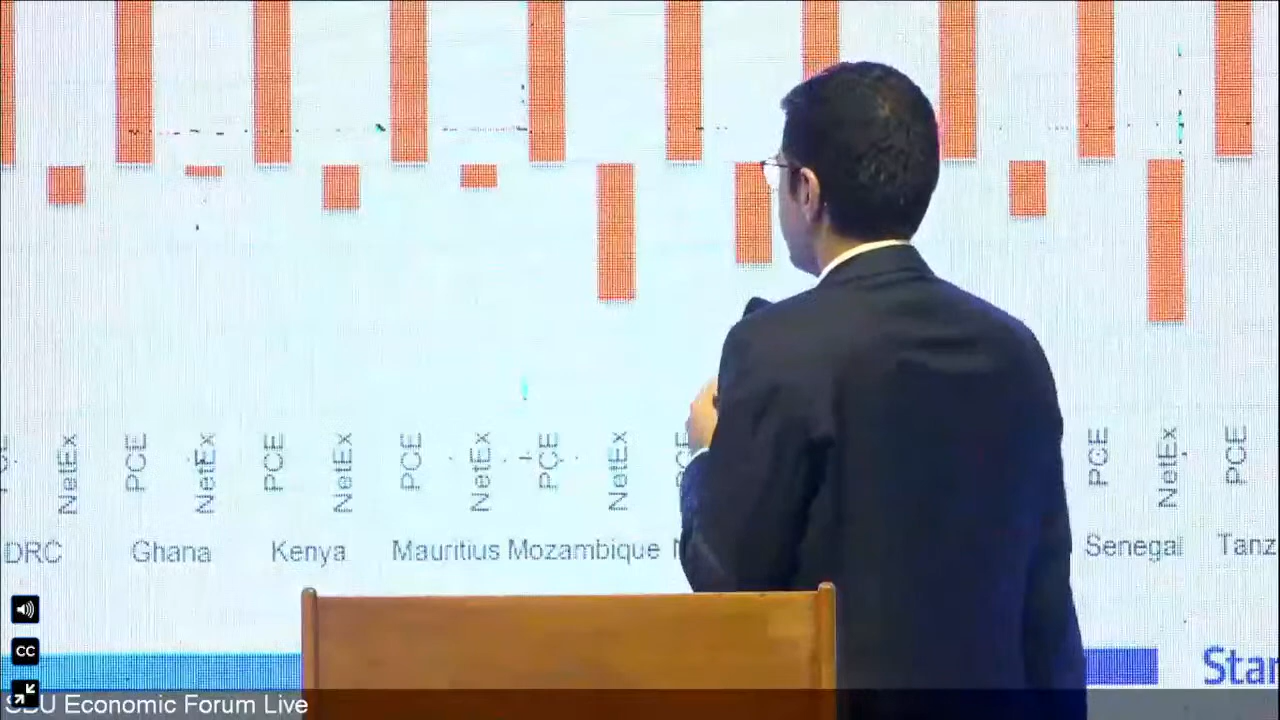 NetEx PCE NetEx PCE NetEx PCE NetEx PCE NetEx PCE NetEx PCE
DRC Ghana Kenya Mauritius Mozambique Senegal
CC
Economic Forum Live